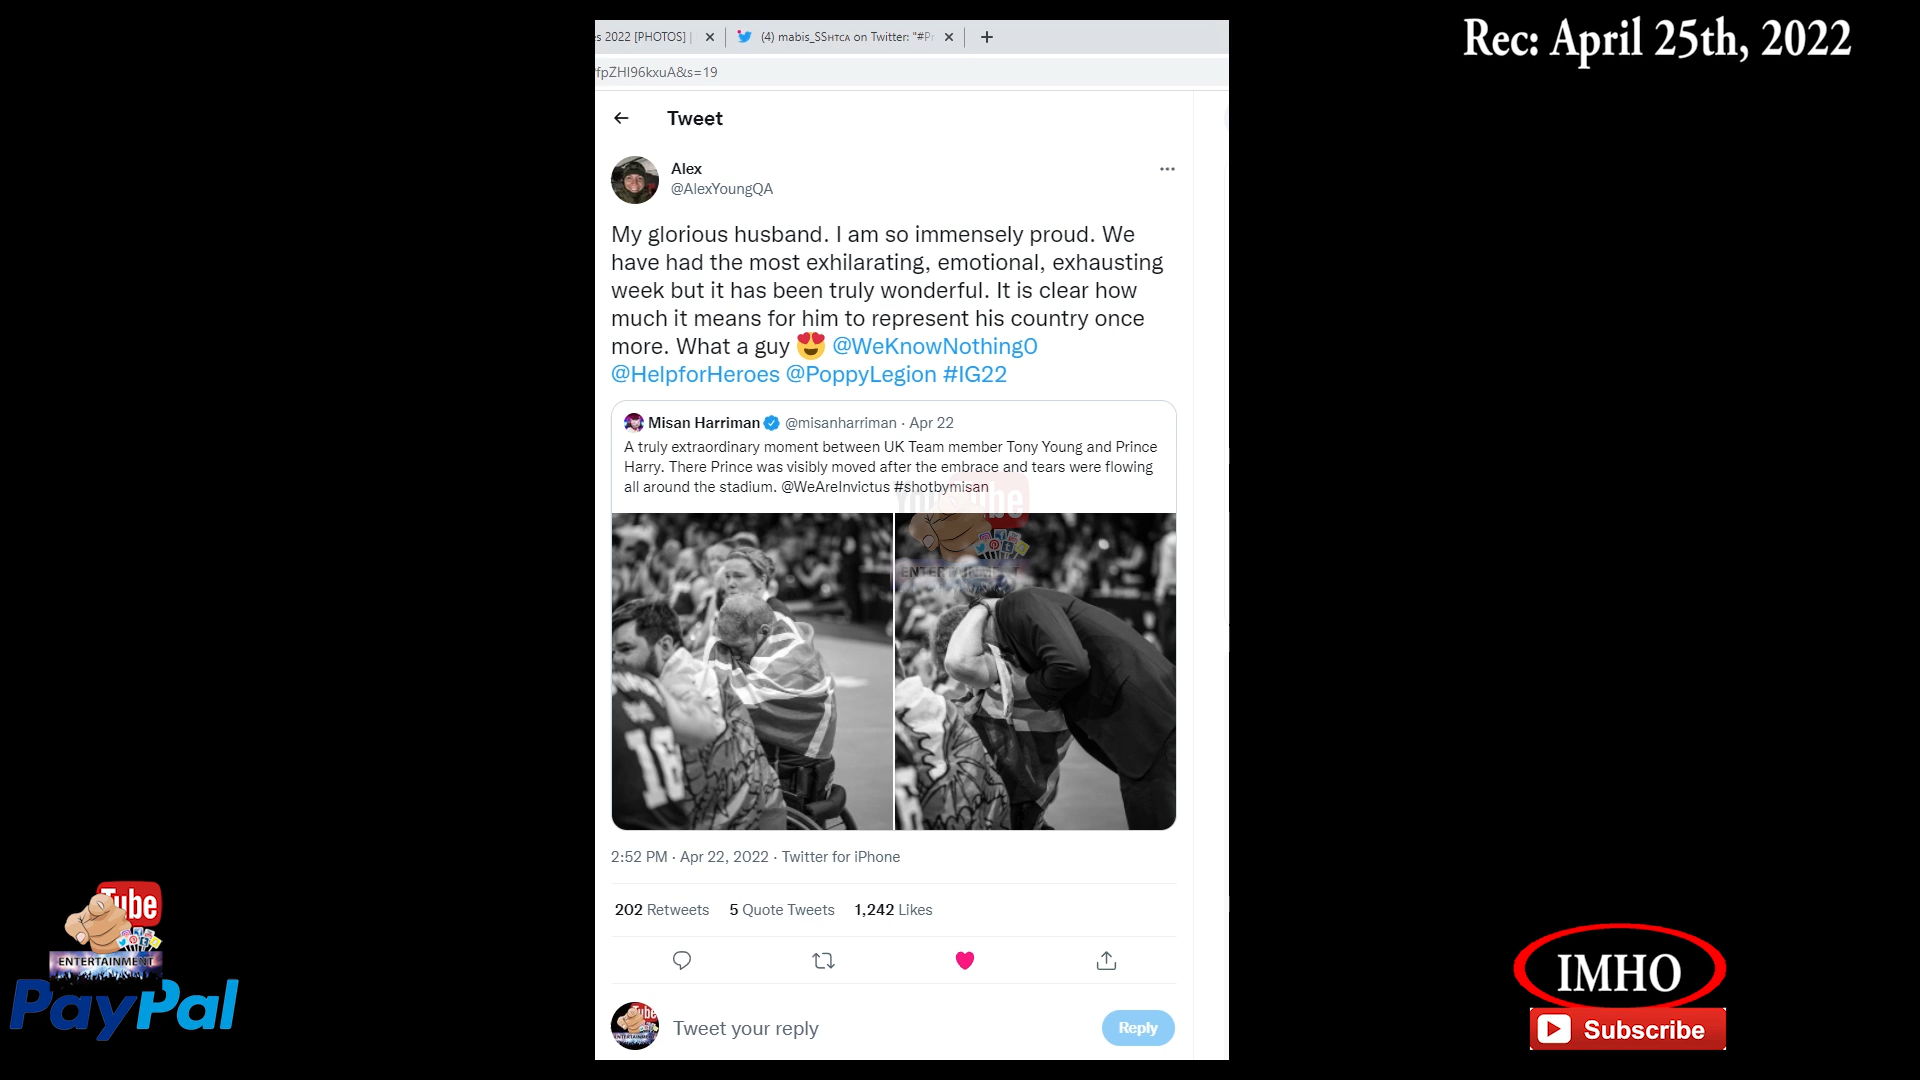 Rec: April 25th, 2022
s 2022 [PHOTOS] |
(4) mabis_SSHTCA on Twitter: "#Pr
fpZHI96kxuA&s=19
Tweet
Alex
@AlexYoungQA
My glorious husband. I am so immensely proud. We
have had the most exhilarating, emotional, exhausting
week but it has been truly wonderful. It is clear how
much it means for him to represent his country once
more. What a guy 😍 @WeKnowNothing0
@HelpforHeroes @PoppyLegion #IG22
Misan Harriman @misanharriman · Apr 22
A truly extraordinary moment between UK Team member Tony Young and Prince
Harry. There Prince was visibly moved after the embrace and tears were flowing
all around the stadium. @WeAreInvictus #shotbymisan
YouTube
ENTERTAINMENT
2:52 PM · Apr 22, 2022 · Twitter for iPhone
202 Retweets 5 Quote Tweets 1,242 Likes
Tweet your reply
Reply
Tube
ENTERTAINMENT
PayPal
IMHO
Subscribe